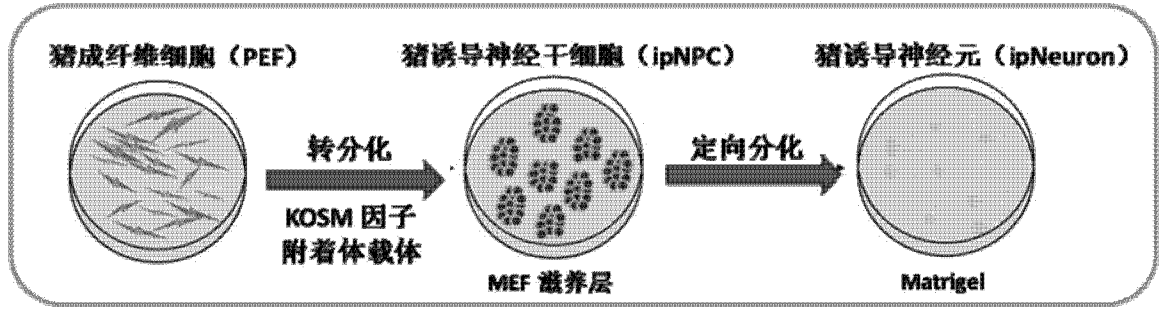 猪成纤维细胞（PEF）
猪诱导神经干细胞（ipNPC）
猪诱导神经元（ipNeuron）
转分化
KOSM 因子
附着体载体
定向分化
MEF 滋养层
Matrigel